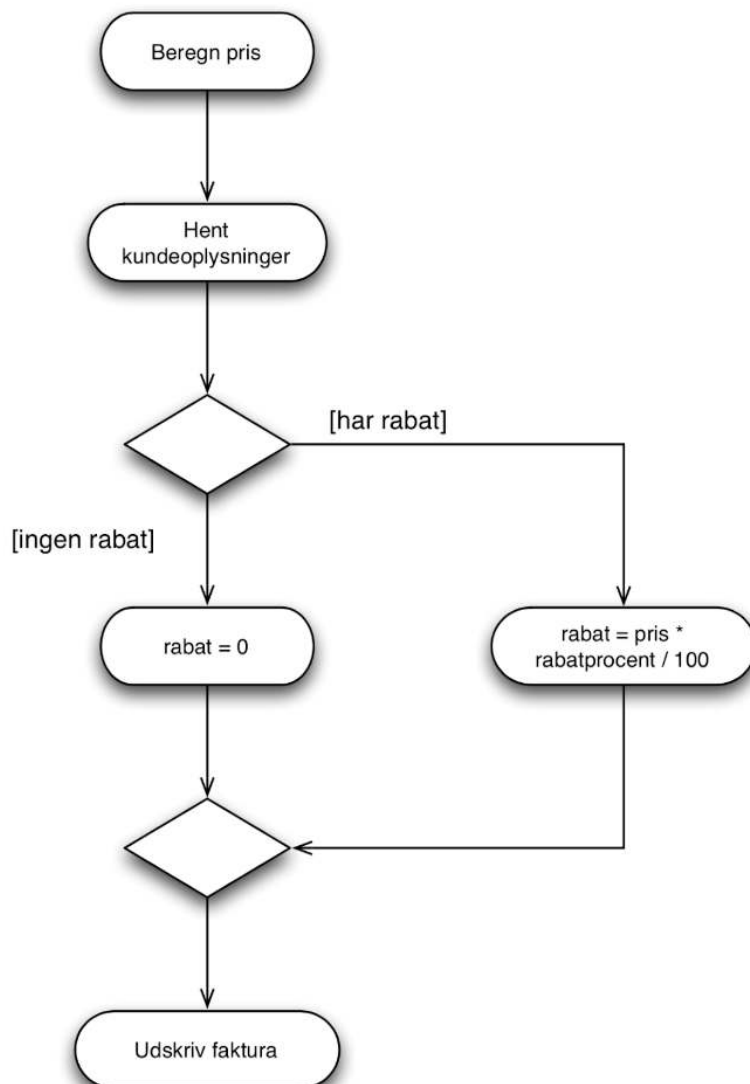 Beregn pris
Hent
kundeoplysninger
[har rabat]
[ingen rabat]
rabat = 0
rabat = pris *
rabatprocent / 100
Udskriv faktura